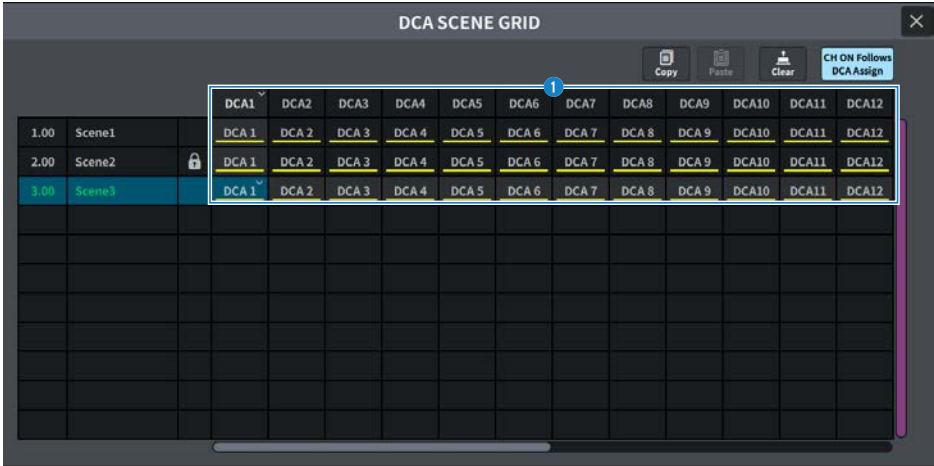 DCA SCENE GRID
Copy Paste Clear CH ON Follows
DCA Assign
1
DCA1 DCA2 DCA3 DCA4 DCA5 DCA6 DCA7 DCA8 DCA9 DCA10 DCA11 DCA12
1.00 Scene1 DCA 1 DCA 2 DCA 3 DCA 4 DCA 5 DCA 6 DCA 7 DCA 8 DCA 9 DCA10 DCA11 DCA12
2.00 Scene2 DCA 1 DCA 2 DCA 3 DCA 4 DCA 5 DCA 6 DCA 7 DCA 8 DCA 9 DCA10 DCA11 DCA12
3.00 Scene3 DCA 1 DCA 2 DCA 3 DCA 4 DCA 5 DCA 6 DCA 7 DCA 8 DCA 9 DCA10 DCA11 DCA12